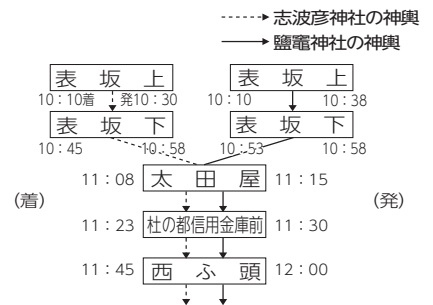 志波彦神社の神輿
鹽竈神社の神輿
表 坂 上 表 坂 上
10：10着 発10：30 10：10 10：38
表 坂 下 表 坂 下
10：45 10：58 10：53 10：58
11：08 太 田 屋 11：15
(着) (発)
11：23 杜の都信用金庫前 11：30
11：45 西 ふ 頭 12：00